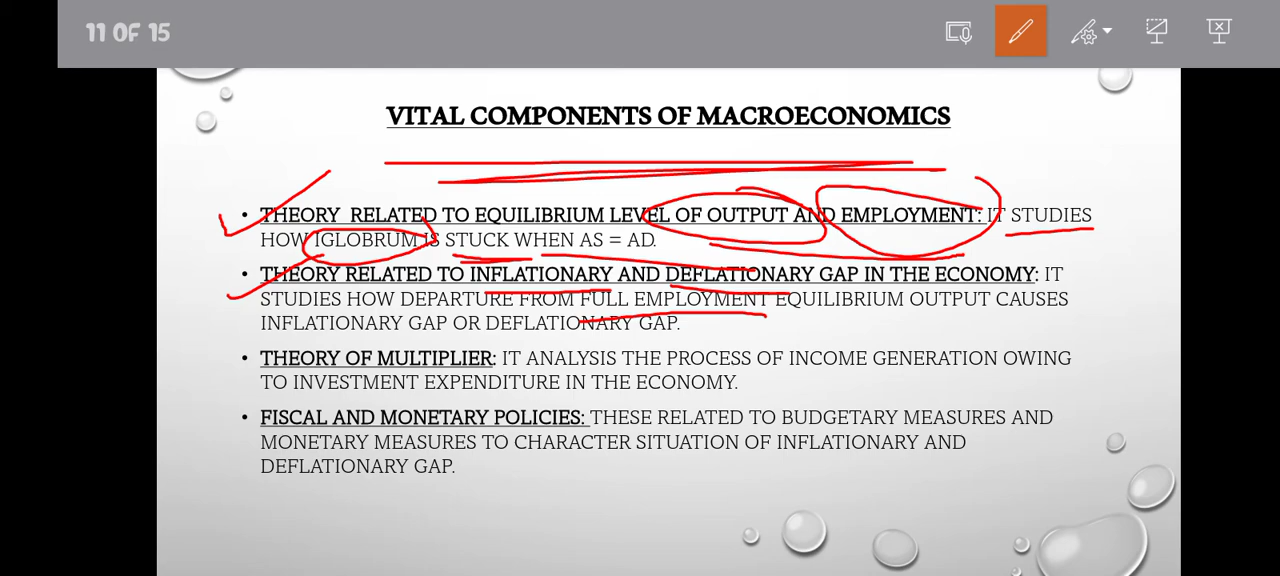 11 OF 15
VITAL COMPONENTS OF MACROECONOMICS
• THEORY RELATED TO EQUILIBRIUM LEVEL OF OUTPUT AND EMPLOYMENT: IT STUDIES
HOW IGLOBRUM IS STUCK WHEN AS = AD.
• THEORY RELATED TO INFLATIONARY AND DEFLATIONARY GAP IN THE ECONOMY: IT
STUDIES HOW DEPARTURE FROM FULL EMPLOYMENT EQUILIBRIUM OUTPUT CAUSES
INFLATIONARY GAP OR DEFLATIONARY GAP.
• THEORY OF MULTIPLIER: IT ANALYSIS THE PROCESS OF INCOME GENERATION OWING
TO INVESTMENT EXPENDITURE IN THE ECONOMY.
• FISCAL AND MONETARY POLICIES: THESE RELATED TO BUDGETARY MEASURES AND
MONETARY MEASURES TO CHARACTER SITUATION OF INFLATIONARY AND
DEFLATIONARY GAP.